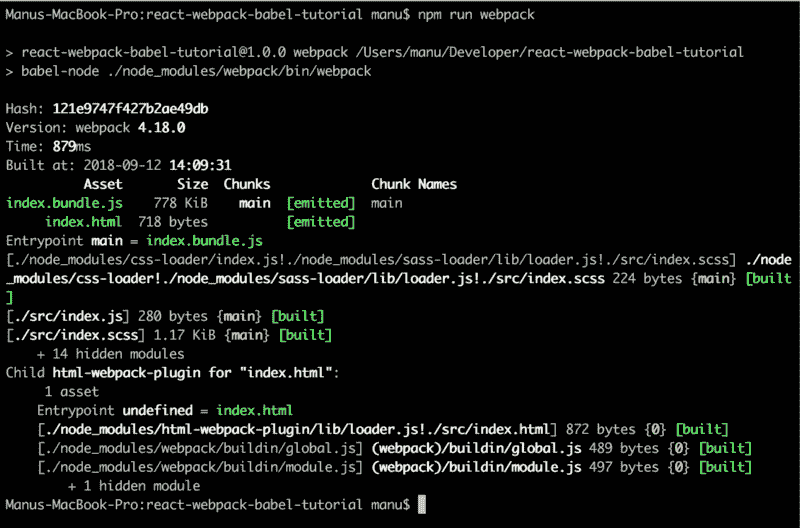 Manus-MacBook-Pro:react-webpack-babel-tutorial manu$ npm run webpack
> react-webpack-babel-tutorial@1.0.0 webpack /Users/manu/Developer/react-webpack-babel-tutorial
> babel-node ./node_modules/webpack/bin/webpack
Hash: 121e9747f427b2ae49db
Version: webpack 4.18.0
Time: 879ms
Built at: 2018-09-12 14:09:31
Asset Size Chunks Chunk Names
index.bundle.js 778 KiB main [emitted] main
index.html 718 bytes [emitted]
Entrypoint main = index.bundle.js
[./node_modules/css-loader/index.js!./node_modules/sass-loader/lib/loader.js!./src/index.scss] ./node
_modules/css-loader!./node_modules/sass-loader/lib/loader.js!./src/index.scss 224 bytes {main} [built
]
[./src/index.js] 280 bytes {main} [built]
[./src/index.scss] 1.17 KiB {main} [built]
+ 14 hidden modules
Child html-webpack-plugin for "index.html":
1 asset
Entrypoint undefined = index.html
[./node_modules/html-webpack-plugin/lib/loader.js!./src/index.html] 872 bytes {0} [built]
[./node_modules/webpack/buildin/global.js] (webpack)/buildin/global.js 489 bytes {0} [built]
[./node_modules/webpack/buildin/module.js] (webpack)/buildin/module.js 497 bytes {0} [built]
+ 1 hidden module
Manus-MacBook-Pro:react-webpack-babel-tutorial manu$